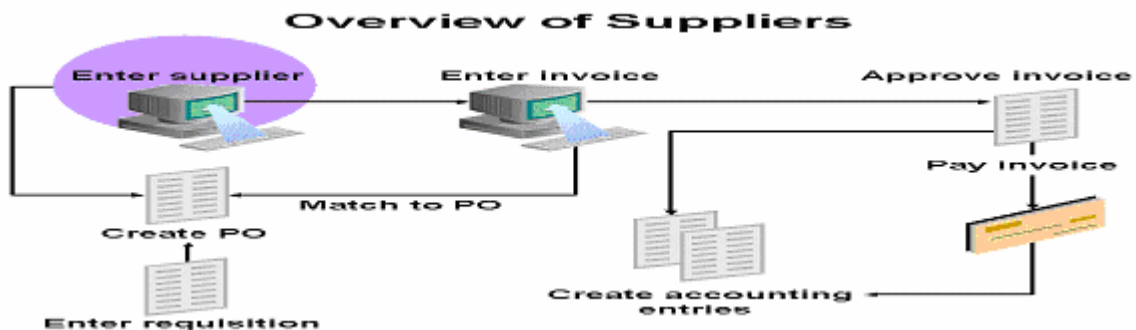 Overview of Suppliers
Enter supplier
Enter invoice
Approve invoice
Pay invoice
Match to PO
Create PO
Create accounting
entries
Enter requisition